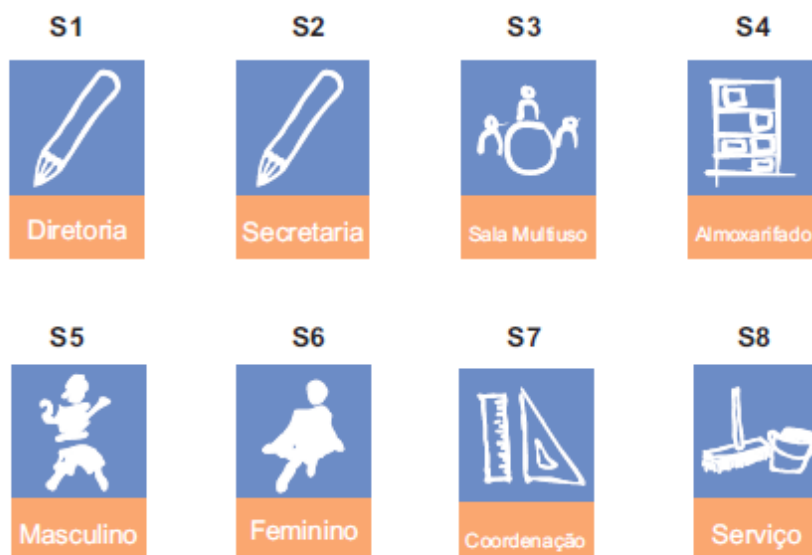 S1 S2 S3 S4
Diretoria Secretaria Sala Multiuso Almoxarifado
S5 S6 S7 S8
Masculino Feminino Coordenação Serviço